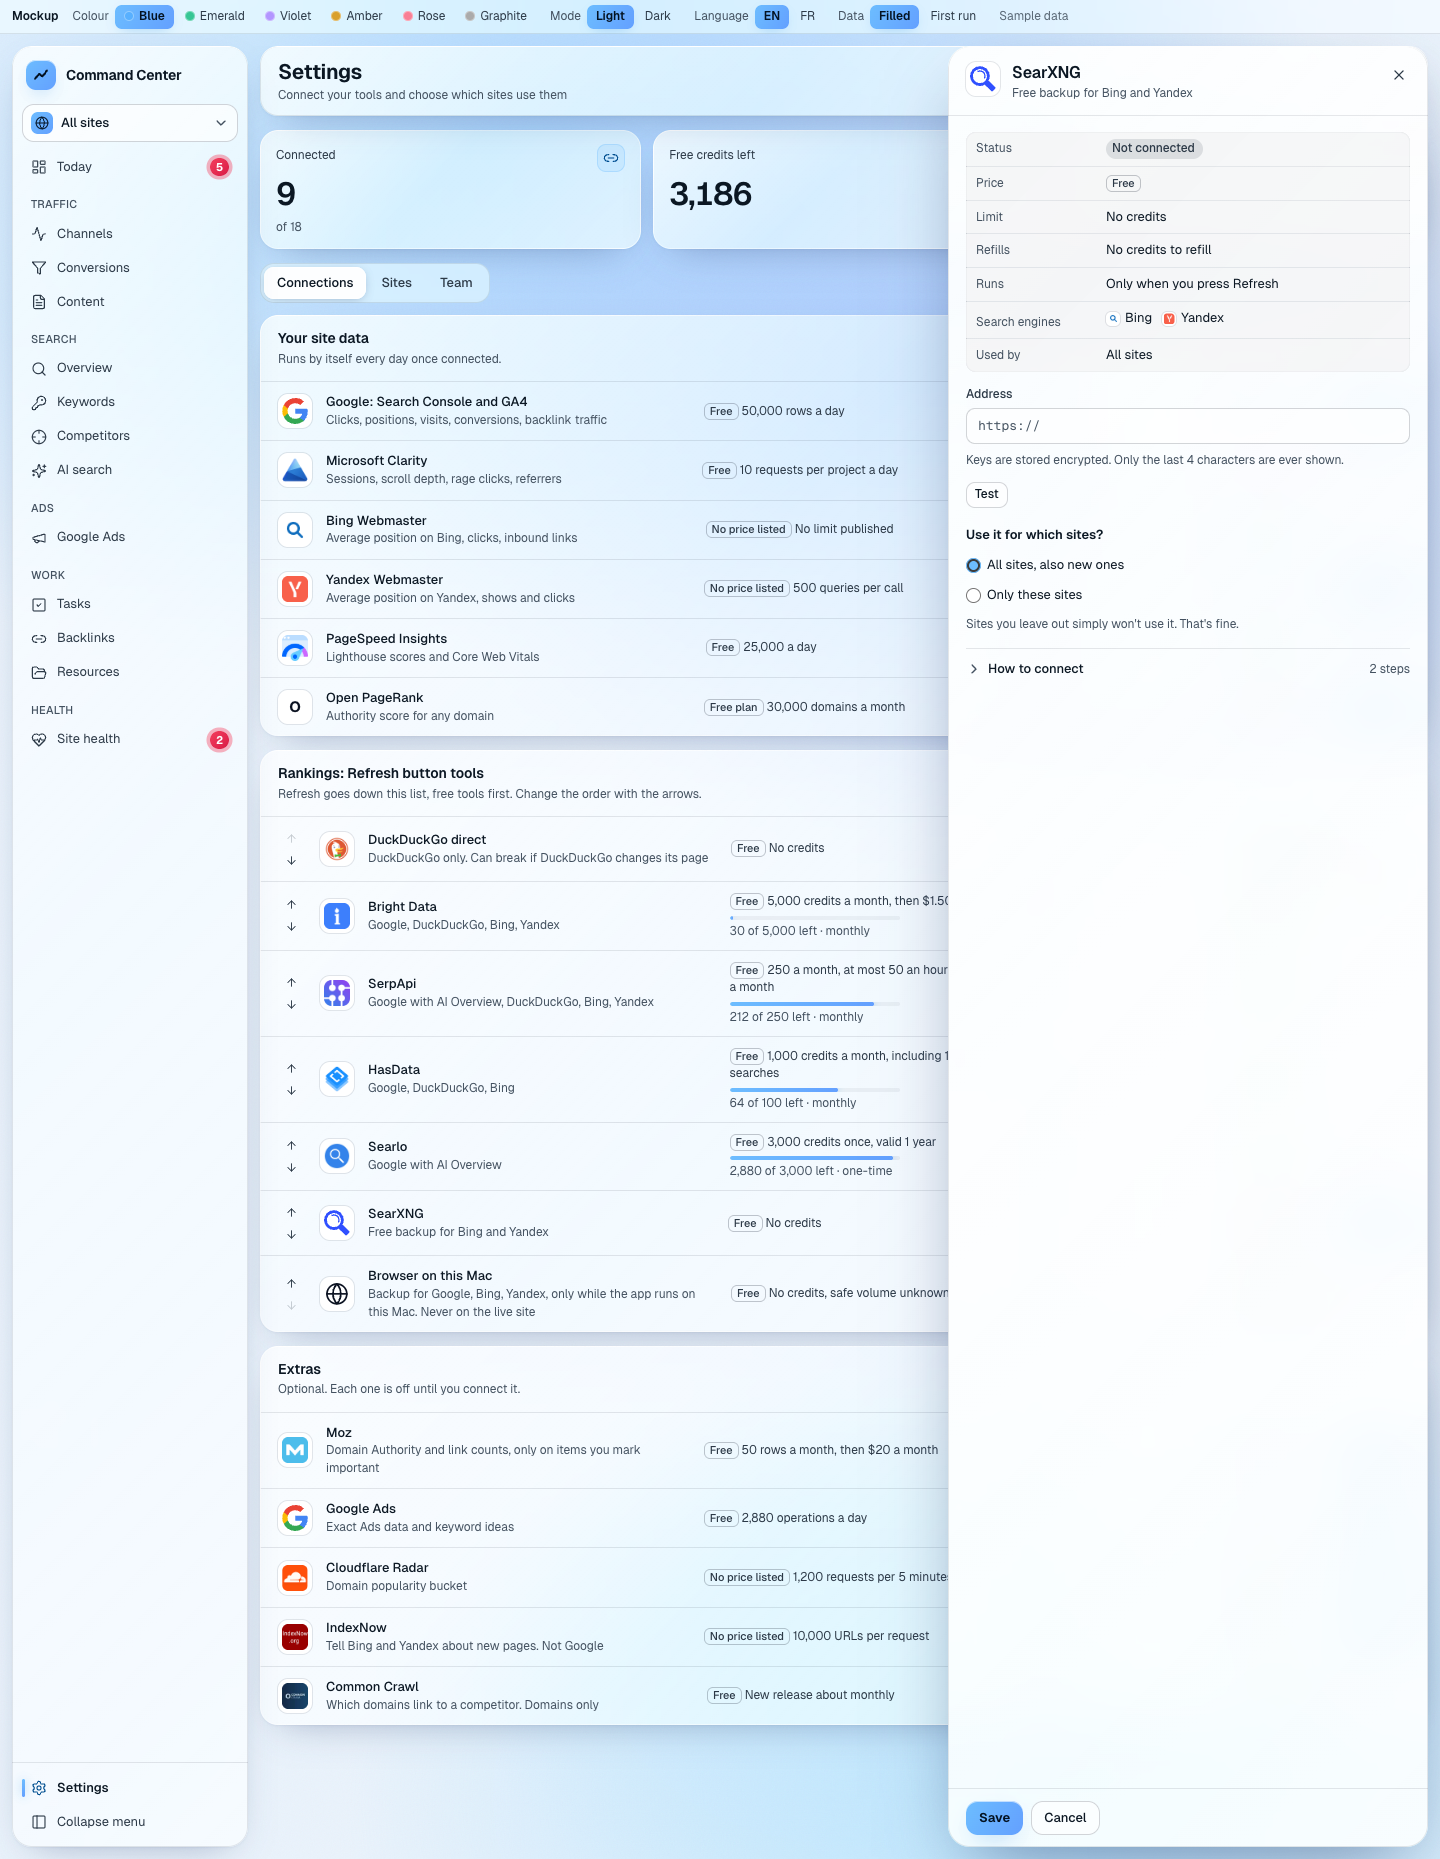 Mockup Colour Blue Emerald Violet Amber Rose Graphite Mode Light Dark Language EN FR Data Filled First run Sample data
Command Center
All sites
Today 5
TRAFFIC
Channels
Conversions
Content
SEARCH
Overview
Keywords
Competitors
AI search
ADS
Google Ads
WORK
Tasks
Backlinks
Resources
HEALTH
Site health 2
Settings
Collapse menu
Settings
Connect your tools and choose which sites use them
Connected
9
of 18
Free credits left
3,186
Connections Sites Team
Your site data
Runs by itself every day once connected.
Google: Search Console and GA4
Clicks, positions, visits, conversions, backlink traffic
Free 50,000 rows a day
Microsoft Clarity
Sessions, scroll depth, rage clicks, referrers
Free 10 requests per project a day
Bing Webmaster
Average position on Bing, clicks, inbound links
No price listed No limit published
Yandex Webmaster
Average position on Yandex, shows and clicks
No price listed 500 queries per call
PageSpeed Insights
Lighthouse scores and Core Web Vitals
Free 25,000 a day
O
Open PageRank
Authority score for any domain
Free plan 30,000 domains a month
Rankings: Refresh button tools
Refresh goes down this list, free tools first. Change the order with the arrows.
DuckDuckGo direct
DuckDuckGo only. Can break if DuckDuckGo changes its page
Free No credits
Bright Data
Google, DuckDuckGo, Bing, Yandex
Free 5,000 credits a month, then $1.50
30 of 5,000 left · monthly
SerpApi
Google with AI Overview, DuckDuckGo, Bing, Yandex
Free 250 a month, at most 50 an hour
a month
212 of 250 left · monthly
HasData
Google, DuckDuckGo, Bing
Free 1,000 credits a month, including 1
searches
64 of 100 left · monthly
Searlo
Google with AI Overview
Free 3,000 credits once, valid 1 year
2,880 of 3,000 left · one-time
SearXNG
Free backup for Bing and Yandex
Free No credits
Browser on this Mac
Backup for Google, Bing, Yandex, only while the app runs on
this Mac. Never on the live site
Free No credits, safe volume unknown
Extras
Optional. Each one is off until you connect it.
Moz
Domain Authority and link counts, only on items you mark
important
Free 50 rows a month, then $20 a month
Google Ads
Exact Ads data and keyword ideas
Free 2,880 operations a day
Cloudflare Radar
Domain popularity bucket
No price listed 1,200 requests per 5 minutes
IndexNow
.org
IndexNow
Tell Bing and Yandex about new pages. Not Google
No price listed 10,000 URLs per request
Common Crawl
Which domains link to a competitor. Domains only
Free New release about monthly
SearXNG
Free backup for Bing and Yandex
Status Not connected
Price Free
Limit No credits
Refills No credits to refill
Runs Only when you press Refresh
Search engines Bing Yandex
Used by All sites
Address
https://
Keys are stored encrypted. Only the last 4 characters are ever shown.
Test
Use it for which sites?
All sites, also new ones
Only these sites
Sites you leave out simply won't use it. That's fine.
How to connect 2 steps
Save Cancel